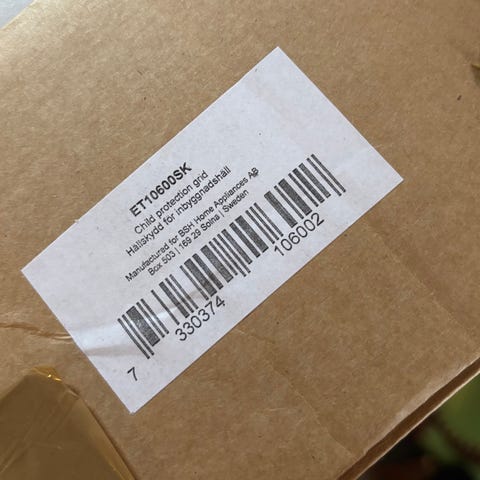 ET10600SK
Child protection grid
Hällskydd för inbyggnadshäll
Manufactured for BSH Home Appliances AB
Box 503 | 169 29 Solna | Sweden
7 330374 106002